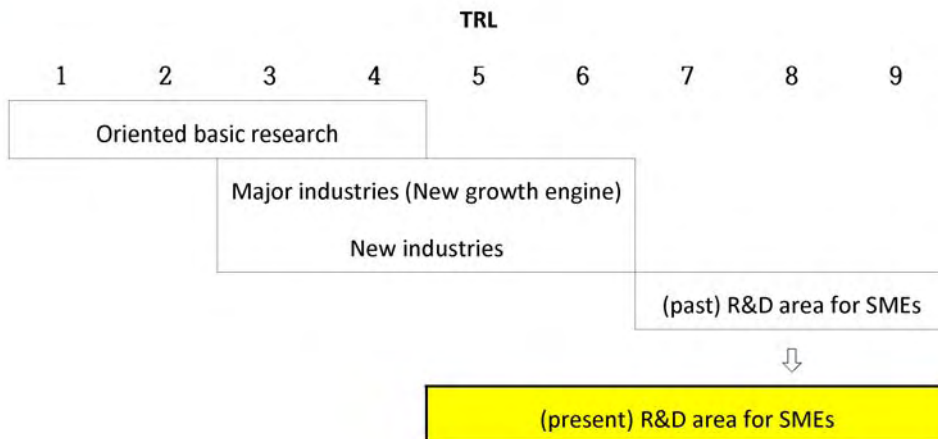 TRL
1 2 3 4 5 6 7 8 9
Oriented basic research
Major industries (New growth engine)
New industries
(past) R&D area for SMEs
(present) R&D area for SMEs